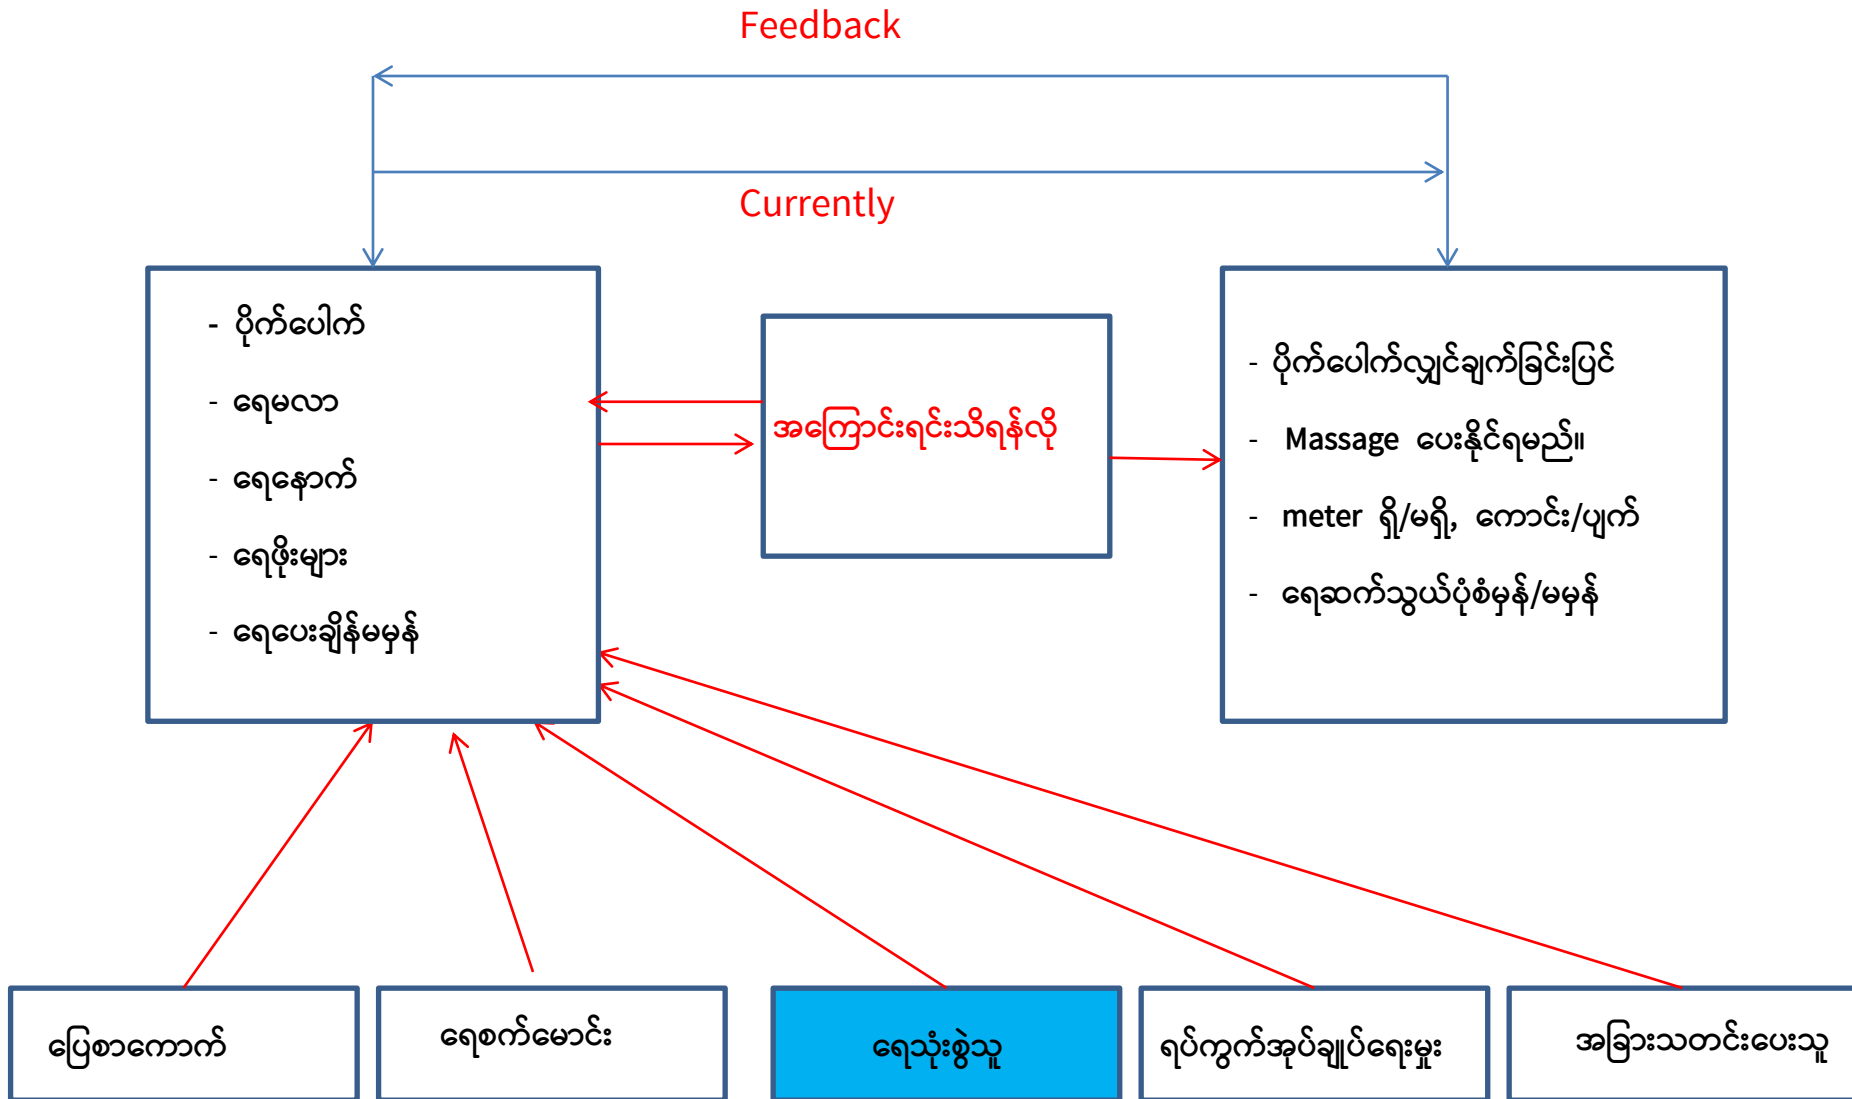 Feedback
Currently
- ပိုက်ပေါက်
- ရေမလာ
- ရေနောက်
- ရေဖိုးများ
- ရေပေးချိန်မမှန်
အကြောင်းရင်းသိရန်လို
- ပိုက်ပေါက်လျှင်ချက်ခြင်းပြင်
- Massage ပေးနိုင်ရမည်။
- meter ရှိ/မရှိ, ကောင်း/ပျက်
- ရေဆက်သွယ်ပုံစံမှန်/မမှန်
ပြေစာကောက်
ရေစက်မောင်း
ရေသုံးစွဲသူ
ရပ်ကွက်အုပ်ချုပ်ရေးမှူး
အခြားသတင်းပေးသူ